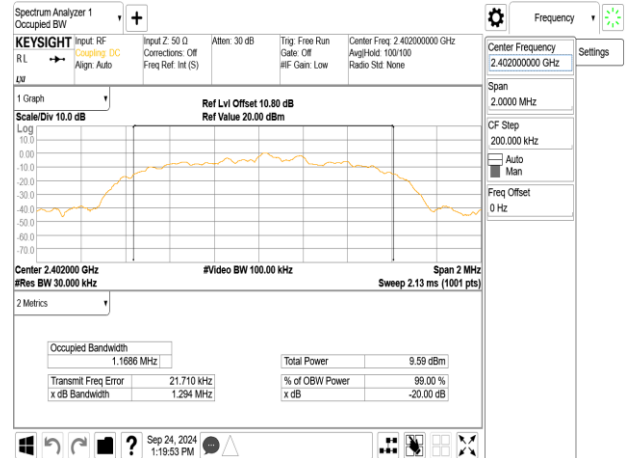 Spectrum Analyzer 1
Occupied BW
KEYSIGHT
Input: RF
Coupling: DC
Align: Auto
RL
LXI
Input Z: 50 Ω
Corrections: Off
Freq Ref: Int (S)
Atten: 30 dB
Trig: Free Run
Gate: Off
#IF Gain: Low
Center Freq: 2.402000000 GHz
Avg|Hold: 100/100
Radio Std: None
1 Graph
Scale/Div 10.0 dB
Ref Lvl Offset 10.80 dB
Ref Value 20.00 dBm
Log
10.0
0.00
-10.0
-20.0
-30.0
-40.0
-50.0
-60.0
-70.0
Center 2.402000 GHz
#Res BW 30.000 kHz
#Video BW 100.00 kHz
Span 2 MHz
Sweep 2.13 ms (1001 pts)
2 Metrics
Occupied Bandwidth
1.1686 MHz
Transmit Freq Error 21.710 kHz
x dB Bandwidth 1.294 MHz
Total Power 9.59 dBm
% of OBW Power 99.00 %
x dB -20.00 dB
Sep 24, 2024
1:19:53 PM
Frequency
Center Frequency
2.402000000 GHz
Settings
Span
2.0000 MHz
CF Step
200.000 kHz
Auto
Man
Freq Offset
0 Hz